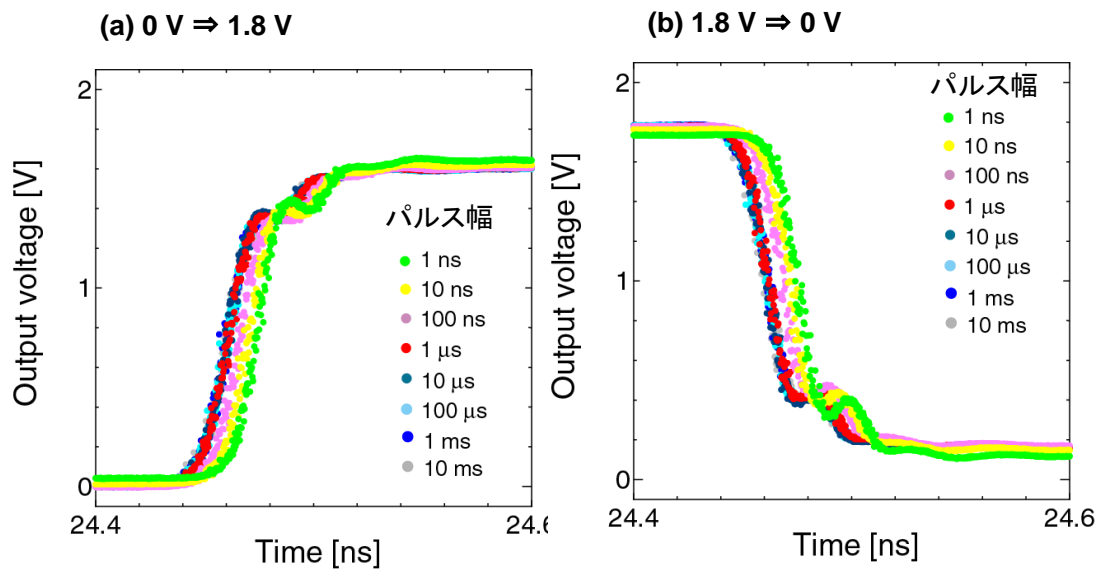 (a) 0 V ⇒ 1.8 V
2
1
0
Output voltage [V]
パルス幅
1 ns
10 ns
100 ns
1 μs
10 μs
100 μs
1 ms
10 ms
24.4
24.6
Time [ns]
(b) 1.8 V ⇒ 0 V
2
1
0
Output voltage [V]
パルス幅
1 ns
10 ns
100 ns
1 μs
10 μs
100 μs
1 ms
10 ms
24.4
24.6
Time [ns]